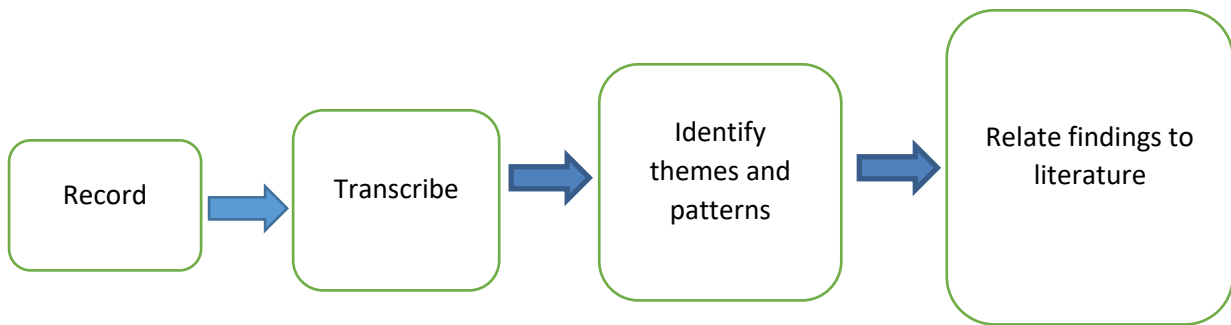 Record
Transcribe
Identify
themes and
patterns
Relate findings to
literature